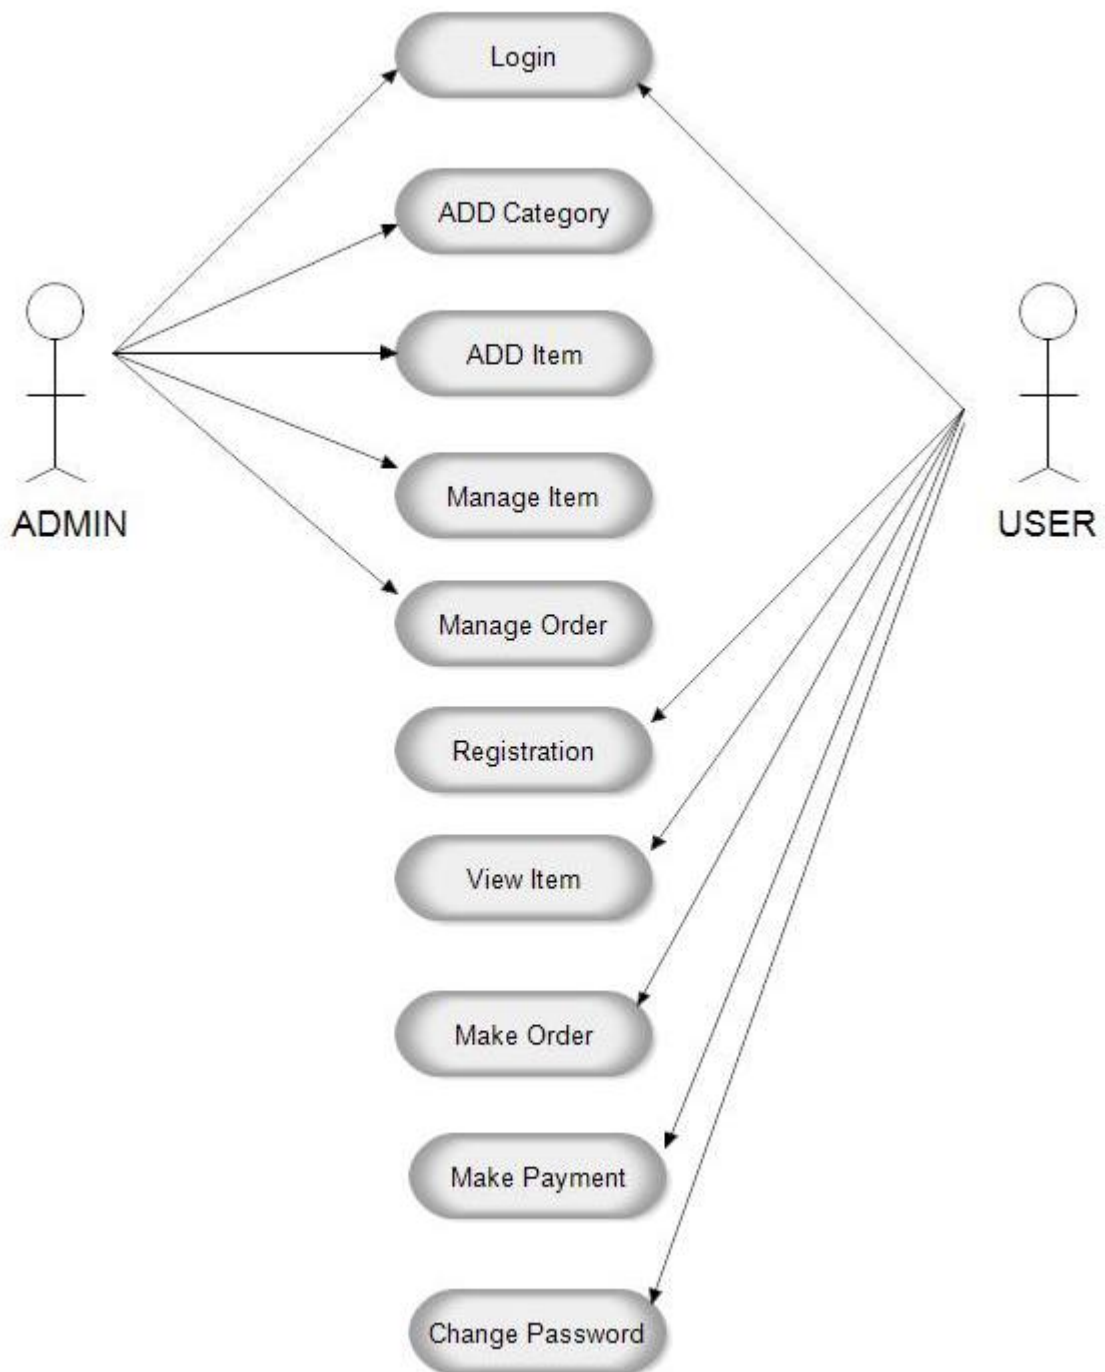 Login
ADD Category
ADD Item
Manage Item
ADMIN
USER
Manage Order
Registration
View Item
Make Order
Make Payment
Change Password